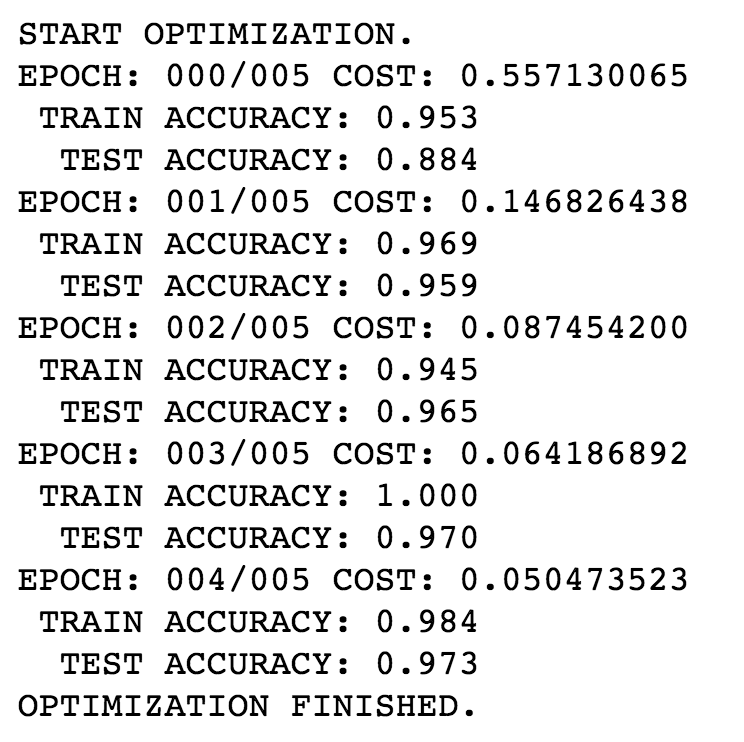 START OPTIMIZATION.
EPOCH: 000/005 COST: 0.557130065
TRAIN ACCURACY: 0.953
TEST ACCURACY: 0.884
EPOCH: 001/005 COST: 0.146826438
TRAIN ACCURACY: 0.969
TEST ACCURACY: 0.959
EPOCH: 002/005 COST: 0.087454200
TRAIN ACCURACY: 0.945
TEST ACCURACY: 0.965
EPOCH: 003/005 COST: 0.064186892
TRAIN ACCURACY: 1.000
TEST ACCURACY: 0.970
EPOCH: 004/005 COST: 0.050473523
TRAIN ACCURACY: 0.984
TEST ACCURACY: 0.973
OPTIMIZATION FINISHED.